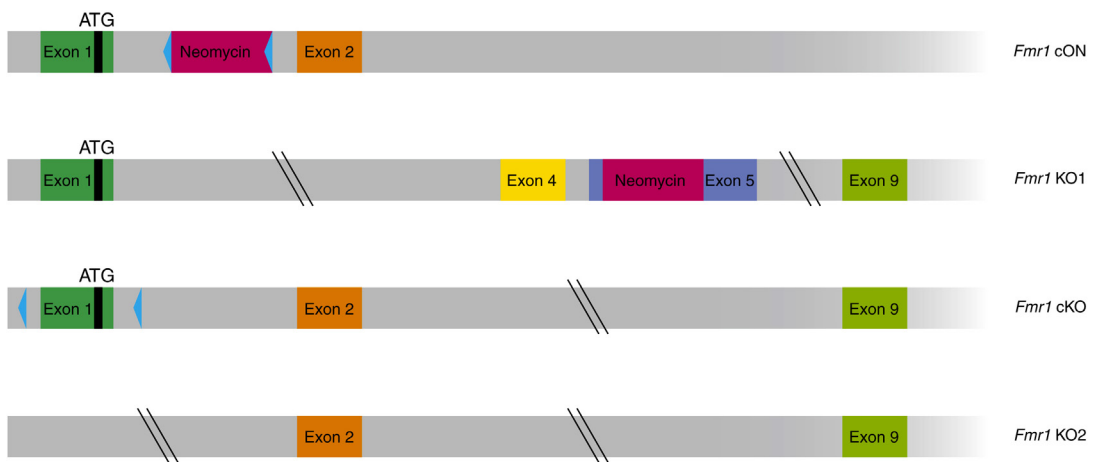 ATG
Exon 1 Neomycin Exon 2 Fmr1 cON
ATG
Exon 1 Exon 4 Neomycin Exon 5 Exon 9 Fmr1 KO1
ATG
Exon 1 Exon 2 Exon 9 Fmr1 cKO
Exon 2 Exon 9 Fmr1 KO2